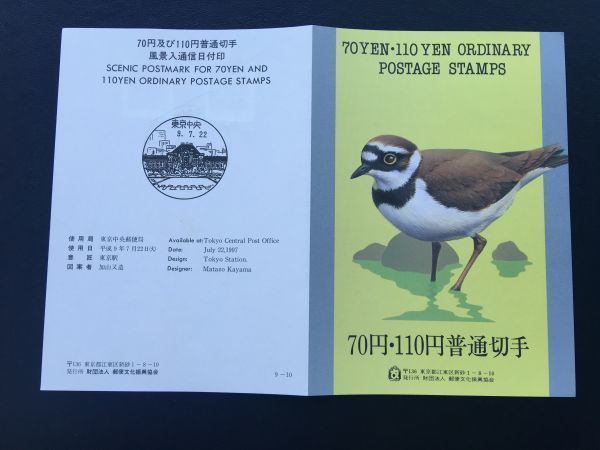 70円及び110円普通切手
風景入通信日付印
SCENIC POSTMARK FOR 70YEN AND
110YEN ORDINARY POSTAGE STAMPS
東京中央
9.7.22
使用局 東京中央郵便局 Available at: Tokyo Central Post Office
使用日 平成9年7月22日(火) Date: July 22,1997
意匠 東京駅 Design: Tokyo Station.
図案者 加山又造 Designer: Matazo Kayama
〒136 東京都江東区新砂1-8-10
発行所 財団法人 郵便文化振興協会
9-10
70YEN·110YEN ORDINARY
POSTAGE STAMPS
70円·110円普通切手
〒136 東京都江東区新砂1-8-10
発行所 財団法人 郵便文化振興協会